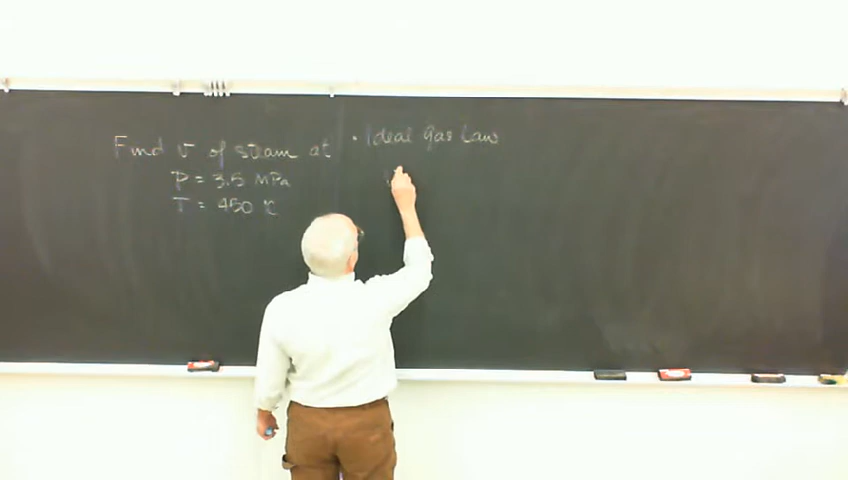 Find v of steam at
P = 3.5 MPa
T = 450 K
• Ideal gas Law